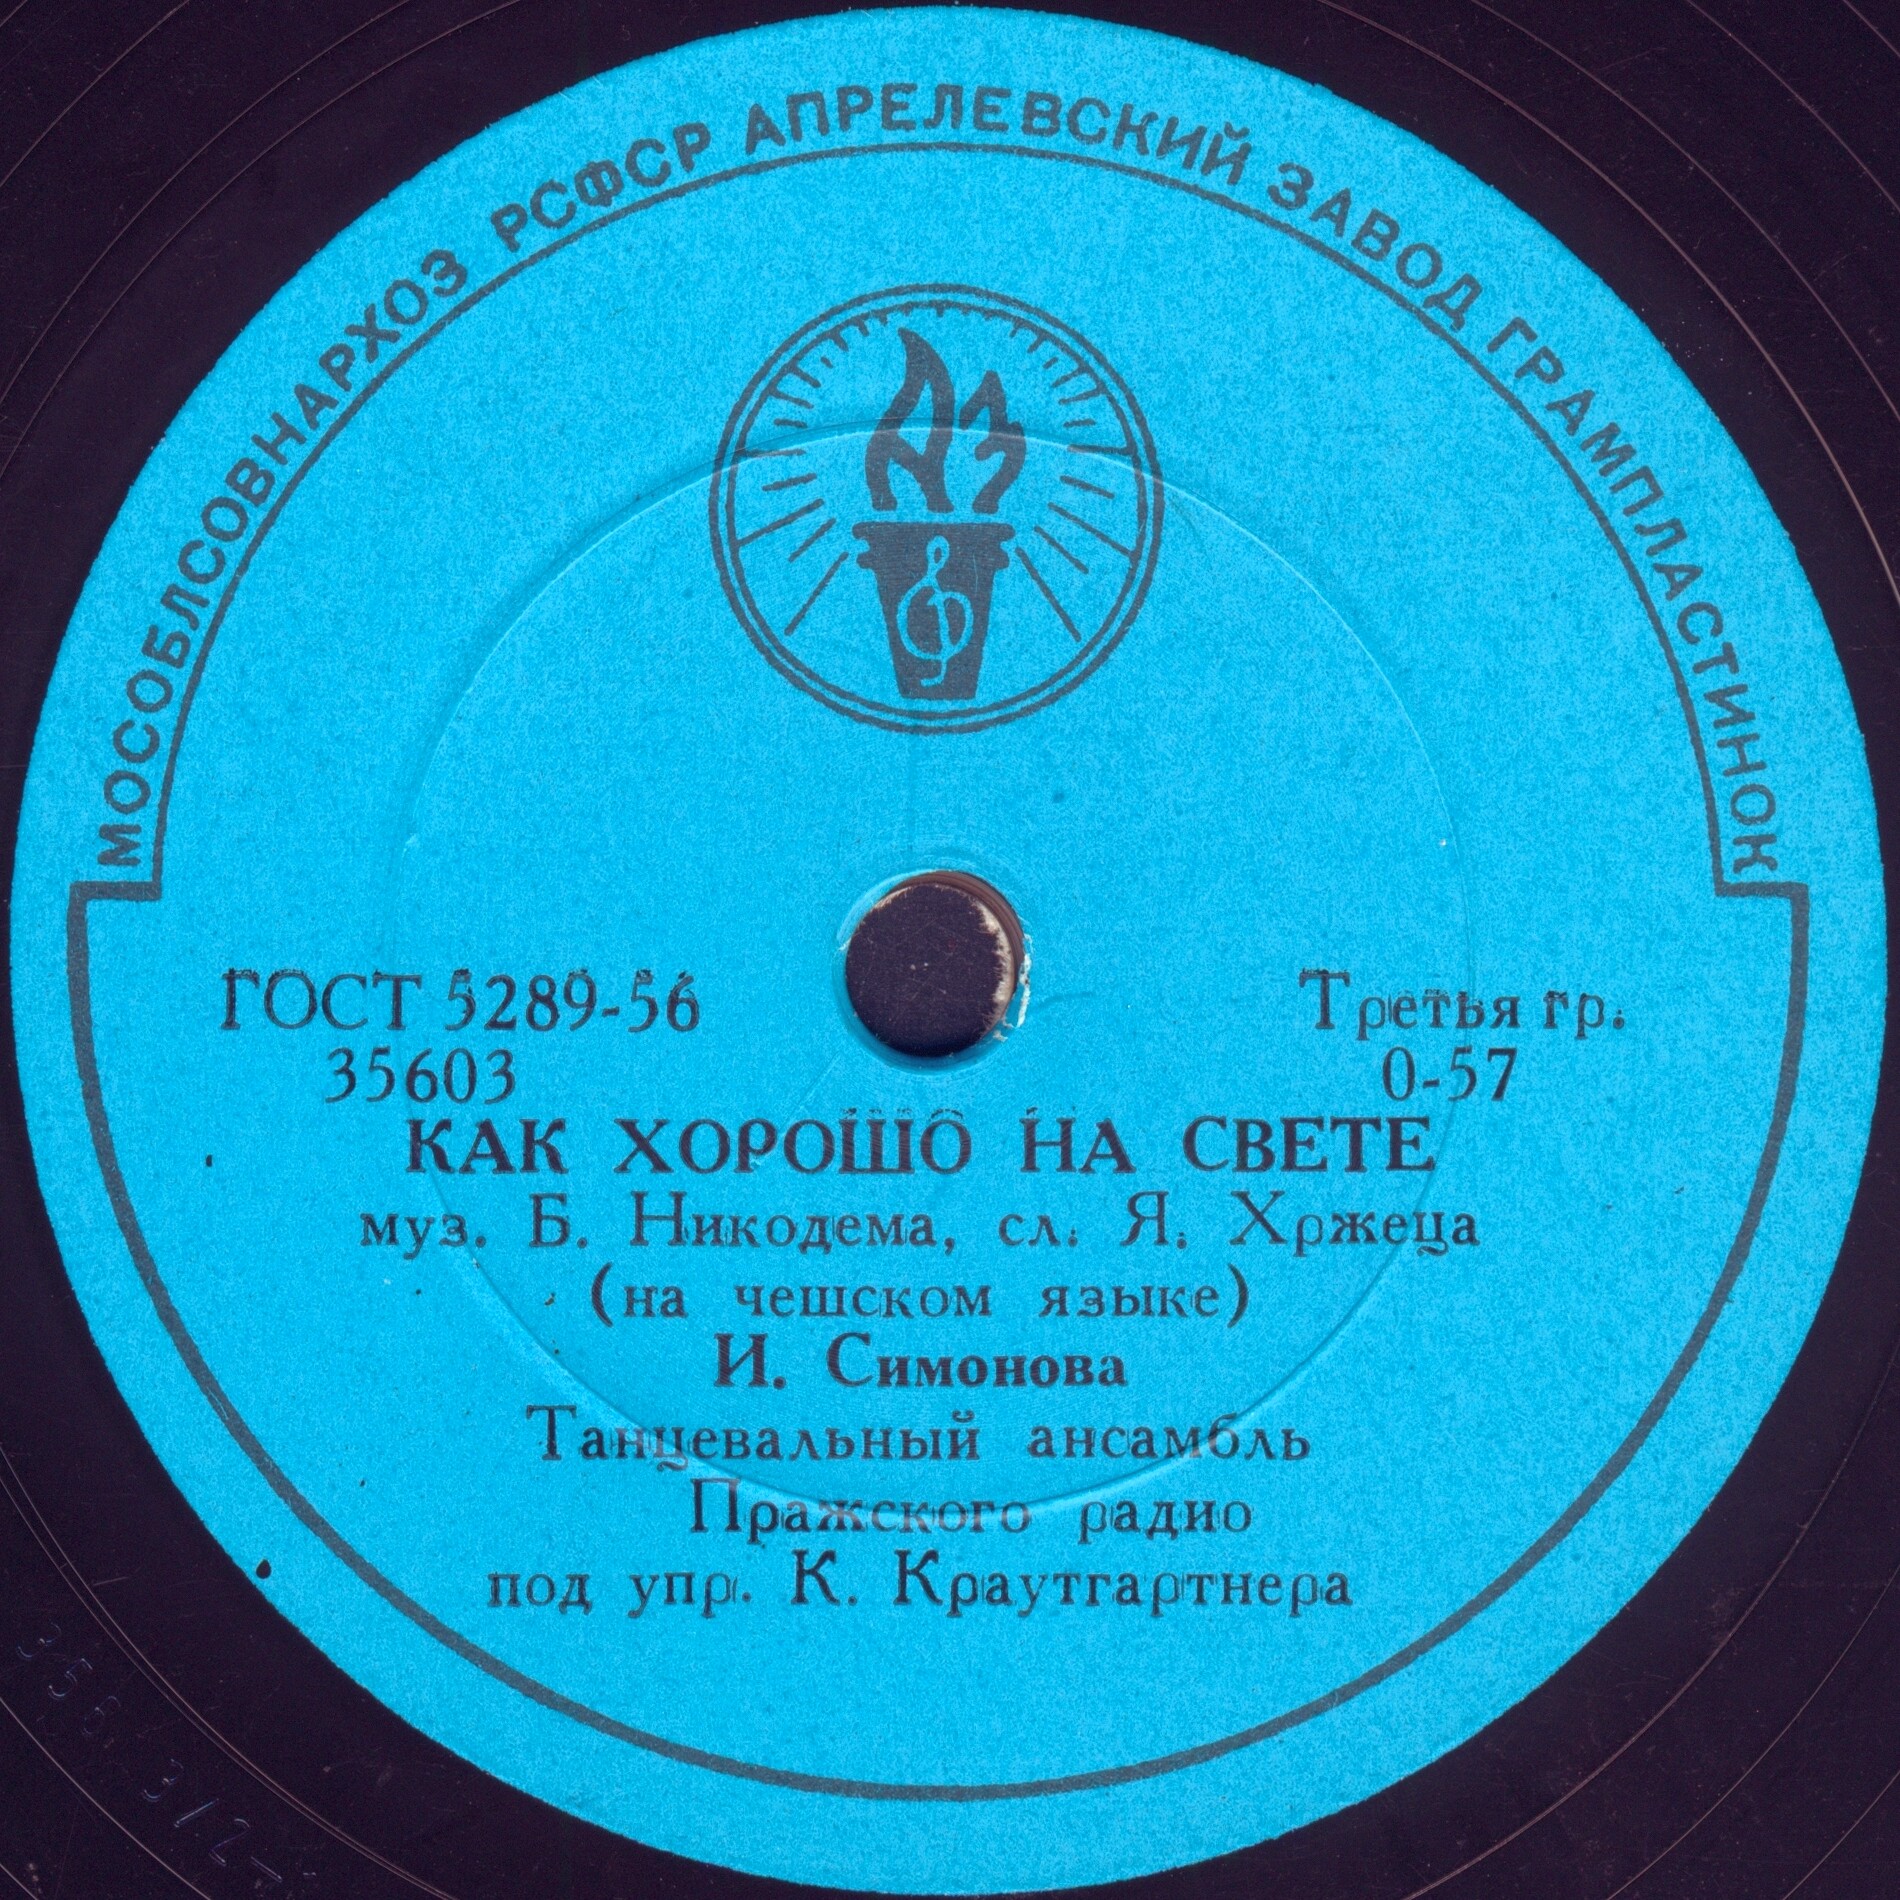 МОСОБЛСОВНАРХОЗ РСФСР АПРЕЛЕВСКИЙ ЗАВОД ГРАМПЛАСТИНОК
АЗ
ГОСТ 5289-56 Третья гр.
35603 0-57
КАК ХОРОШО НА СВЕТЕ
муз. Б. Никодема, сл. Я. Хржеца
(на чешском языке)
И. Симонова
Танцевальный ансамбль
Пражского радио
под упр. К. Краутгартнера